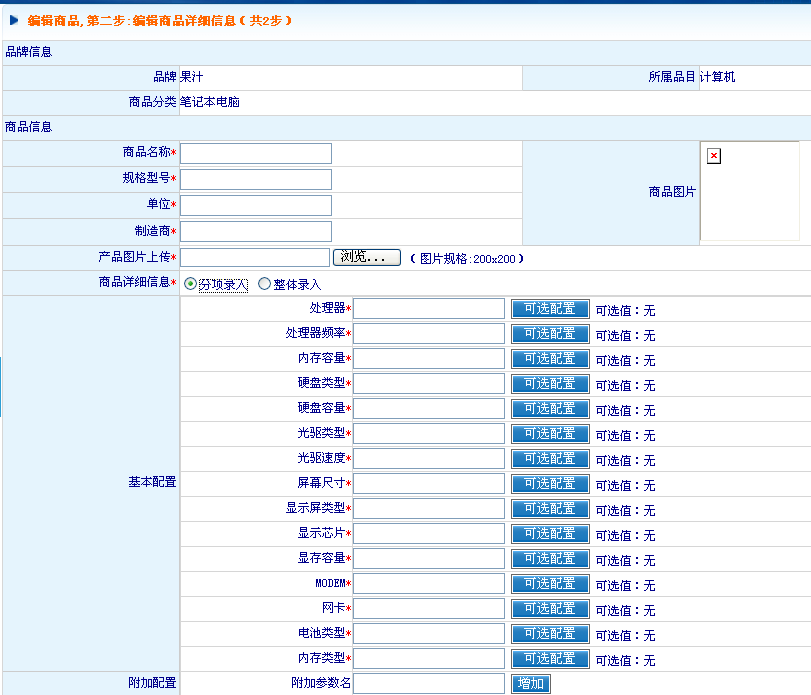 编辑商品,第二步:编辑商品详细信息(共2步)
品牌信息
品牌 果汁 所属品目 计算机
商品分类 笔记本电脑
商品信息
商品名称*
规格型号*
单位*
制造商*
商品图片
产品图片上传* 浏览... (图片规格:200x200)
商品详细信息* 分项录入 整体录入
基本配置
处理器* 可选配置 可选值:无
处理器频率* 可选配置 可选值:无
内存容量* 可选配置 可选值:无
硬盘类型* 可选配置 可选值:无
硬盘容量* 可选配置 可选值:无
光驱类型* 可选配置 可选值:无
光驱速度* 可选配置 可选值:无
屏幕尺寸* 可选配置 可选值:无
显示屏类型* 可选配置 可选值:无
显示芯片* 可选配置 可选值:无
显存容量* 可选配置 可选值:无
MODEM* 可选配置 可选值:无
网卡* 可选配置 可选值:无
电池类型* 可选配置 可选值:无
内存类型* 可选配置 可选值:无
附加配置 附加参数名 增加